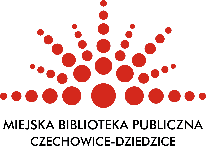 MIEJSKA BIBLIOTEKA PUBLICZNA
CZECHOWICE-DZIEDZICE